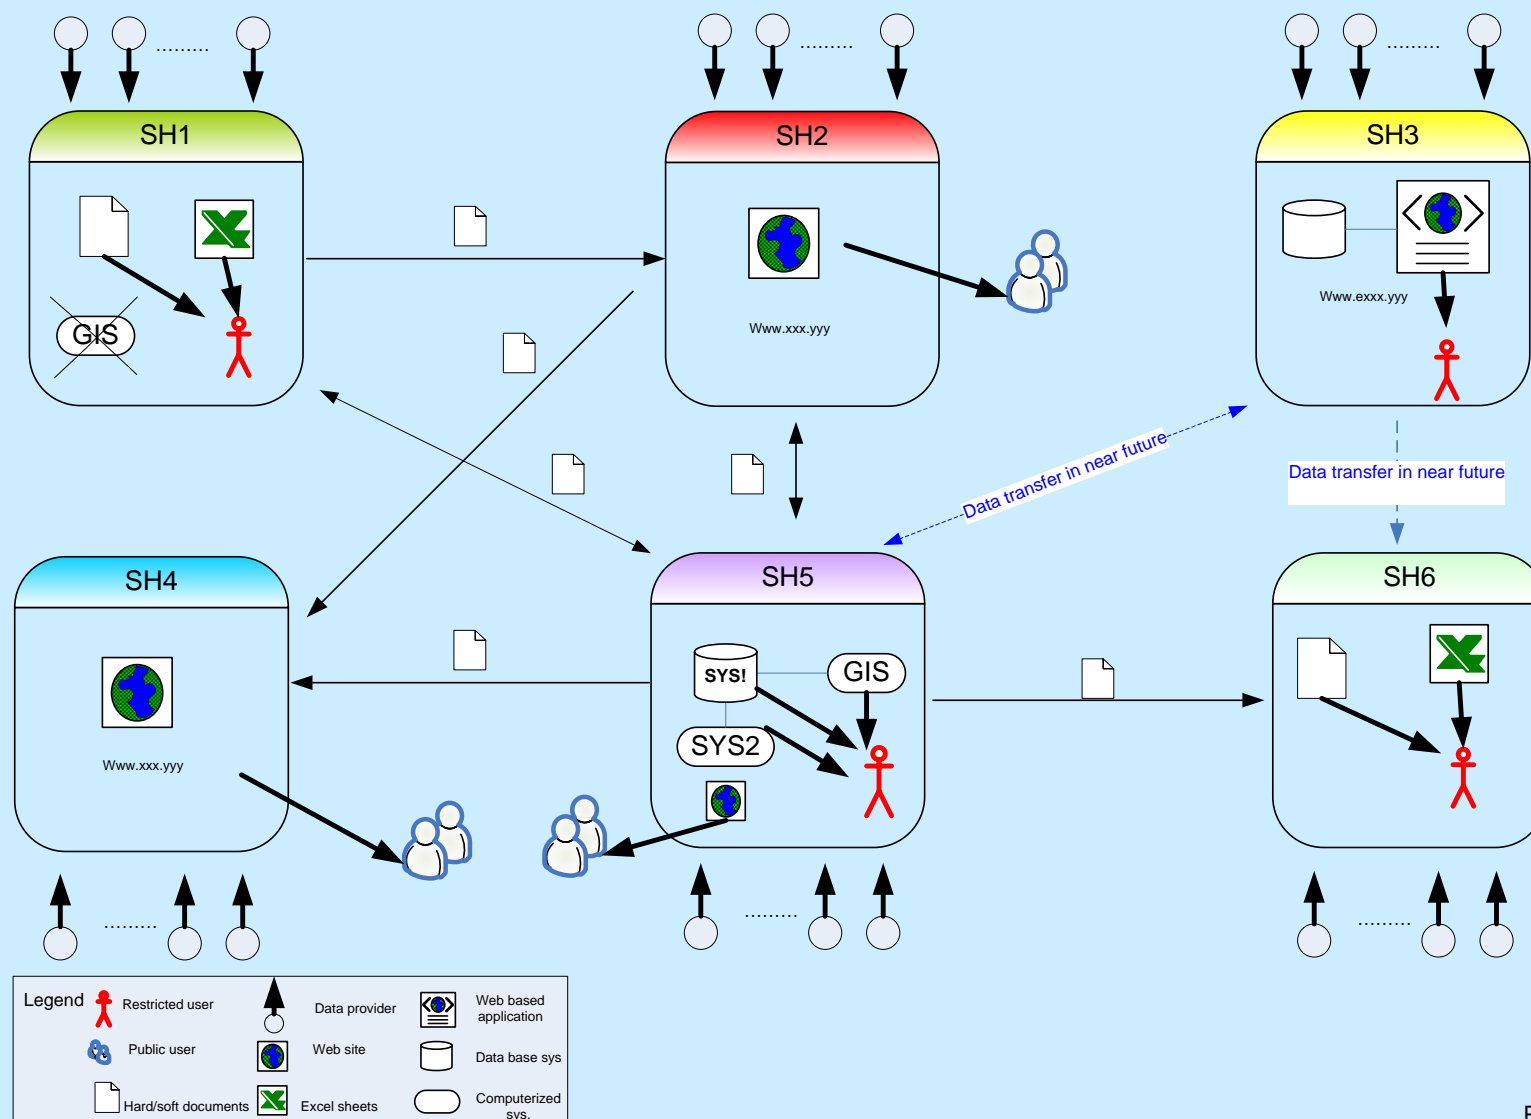 SH1
SH2
SH3
GIS
Www.xxx.yyy
Www.exxx.yyy
Data transfer in near future
Data transfer in near future
SH4
SH5
SH6
SYS!
GIS
SYS2
Www.xxx.yyy
Legend
Restricted user
Data provider
Web based
application
Public user
Web site
Data base sys
Hard/soft documents
Excel sheets
Computerized
sys.